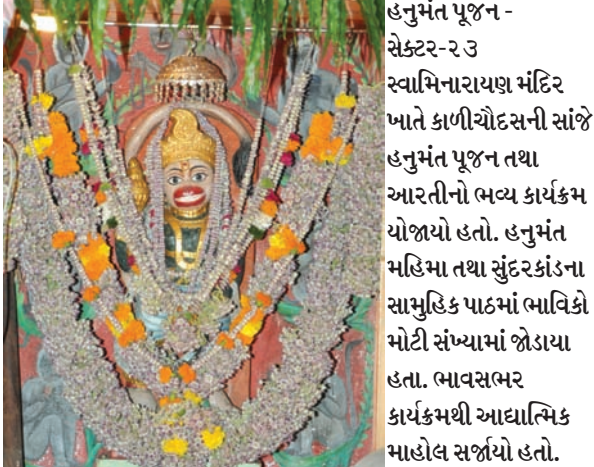 હનુમંત પૂજન -
સેક્ટર-૨૩
સ્વામિનારાયણ મંદિર
ખાતે કાળીચૌદસની સાંજે
હનુમંત પૂજન તથા
આરતીનો ભવ્ય કાર્યક્રમ
યોજાયો હતો. હનુમંત
મહિમા તથા સુંદરકાંડના
સામુહિક પાઠમાં ભાવિકો
મોટી સંખ્યામાં જોડાયા
હતા. ભાવસભર
કાર્યક્રમથી આધાત્મિક
માહોલ સર્જાયો હતો.